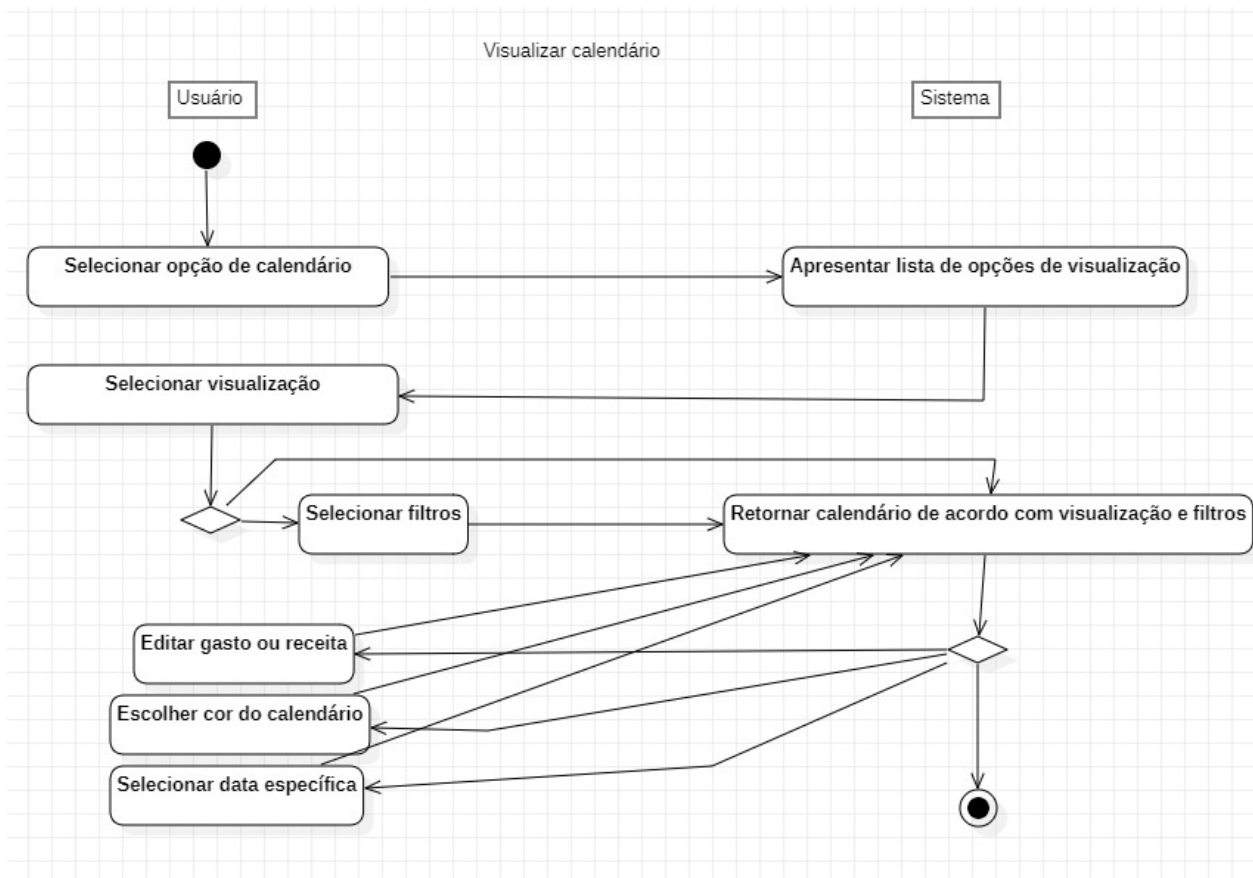 Visualizar calendário
Usuário
Sistema
Selecionar opção de calendário
Apresentar lista de opções de visualização
Selecionar visualização
Selecionar filtros
Retornar calendário de acordo com visualização e filtros
Editar gasto ou receita
Escolher cor do calendário
Selecionar data específica